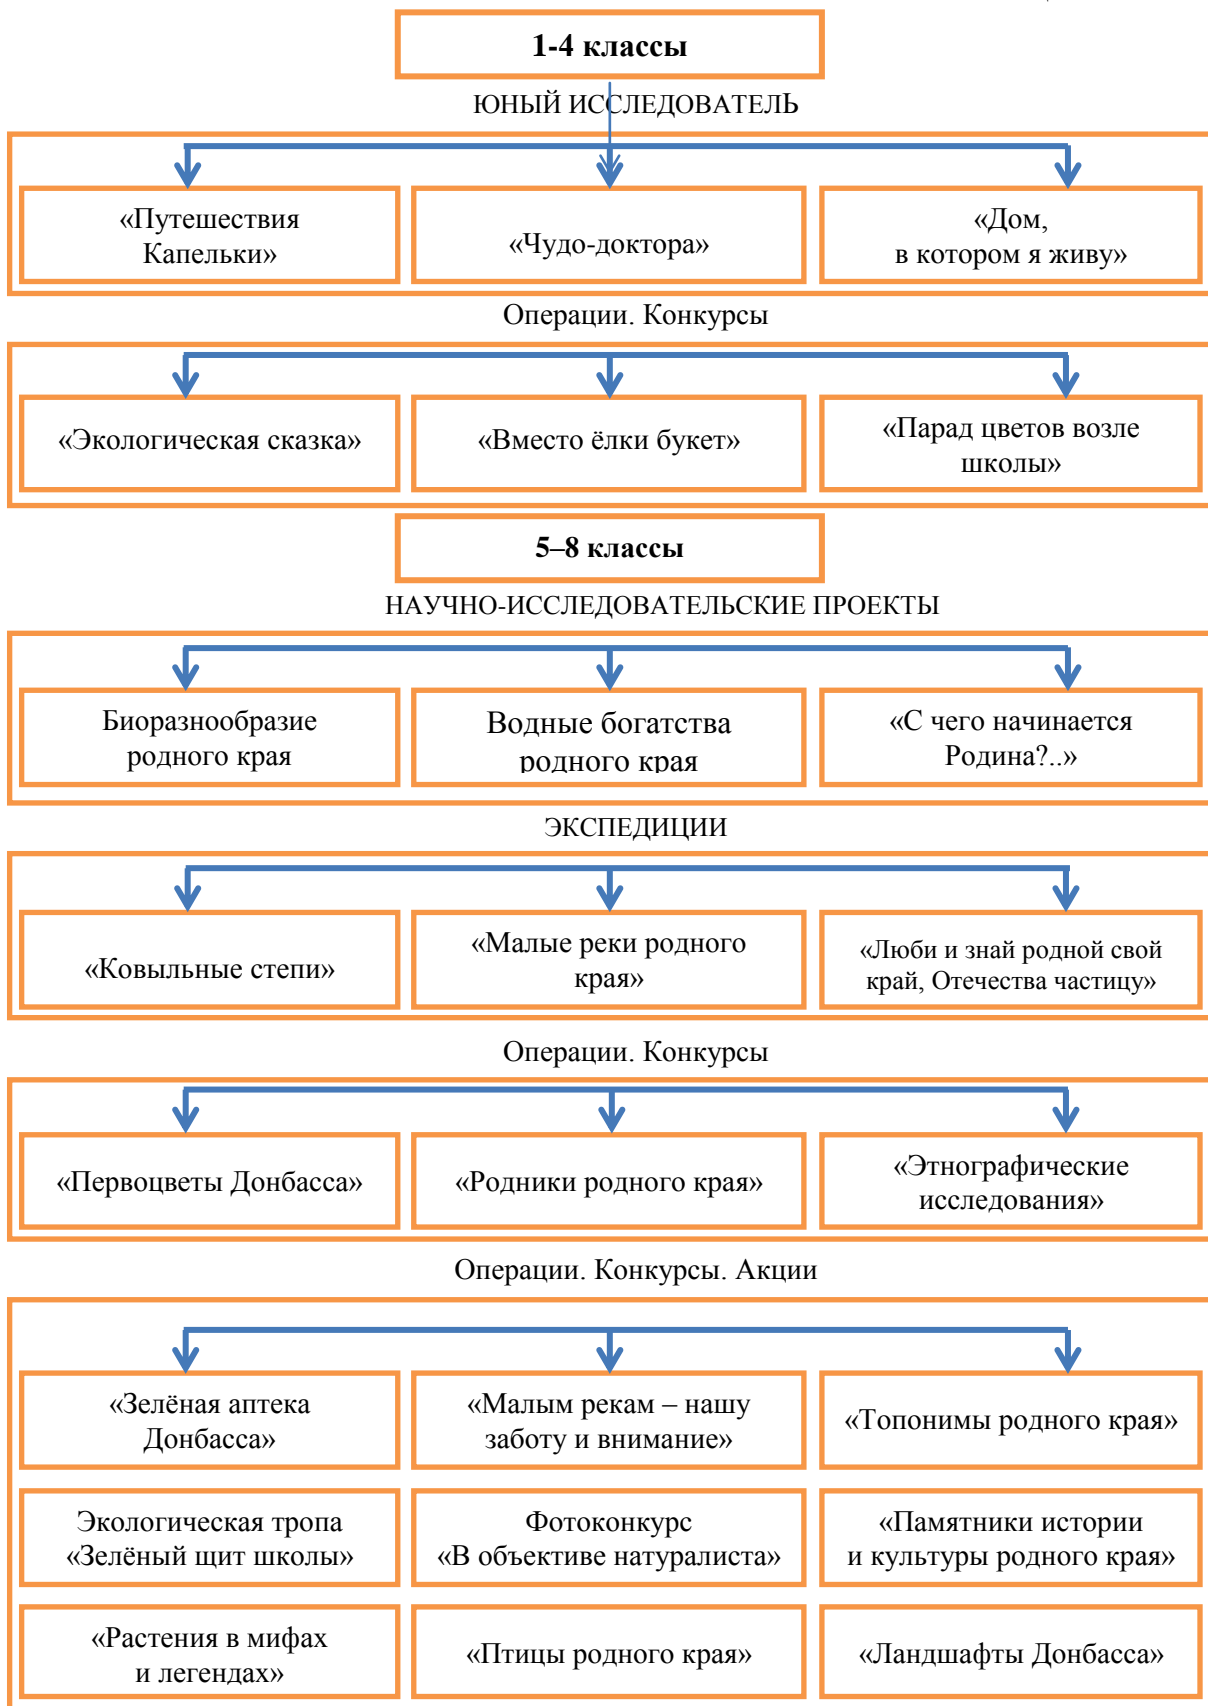 1-4 классы
ЮНЫЙ ИССЛЕДОВАТЕЛЬ
«Путешествия
Капельки»
«Чудо-доктора»
«Дом,
в котором я живу»
Операции. Конкурсы
«Экологическая сказка»
«Вместо ёлки букет»
«Парад цветов возле
школы»
5–8 классы
НАУЧНО-ИССЛЕДОВАТЕЛЬСКИЕ ПРОЕКТЫ
Биоразнообразие
родного края
Водные богатства
родного края
«С чего начинается
Родина?..»
ЭКСПЕДИЦИИ
«Ковыльные степи»
«Малые реки родного
края»
«Люби и знай родной свой
край, Отечества частицу»
Операции. Конкурсы
«Первоцветы Донбасса»
«Родники родного края»
«Этнографические
исследования»
Операции. Конкурсы. Акции
«Зелёная аптека
Донбасса»
«Малым рекам – нашу
заботу и внимание»
«Топонимы родного края»
Экологическая тропа
«Зелёный щит школы»
Фотоконкурс
«В объективе натуралиста»
«Памятники истории
и культуры родного края»
«Растения в мифах
и легендах»
«Птицы родного края»
«Ландшафты Донбасса»